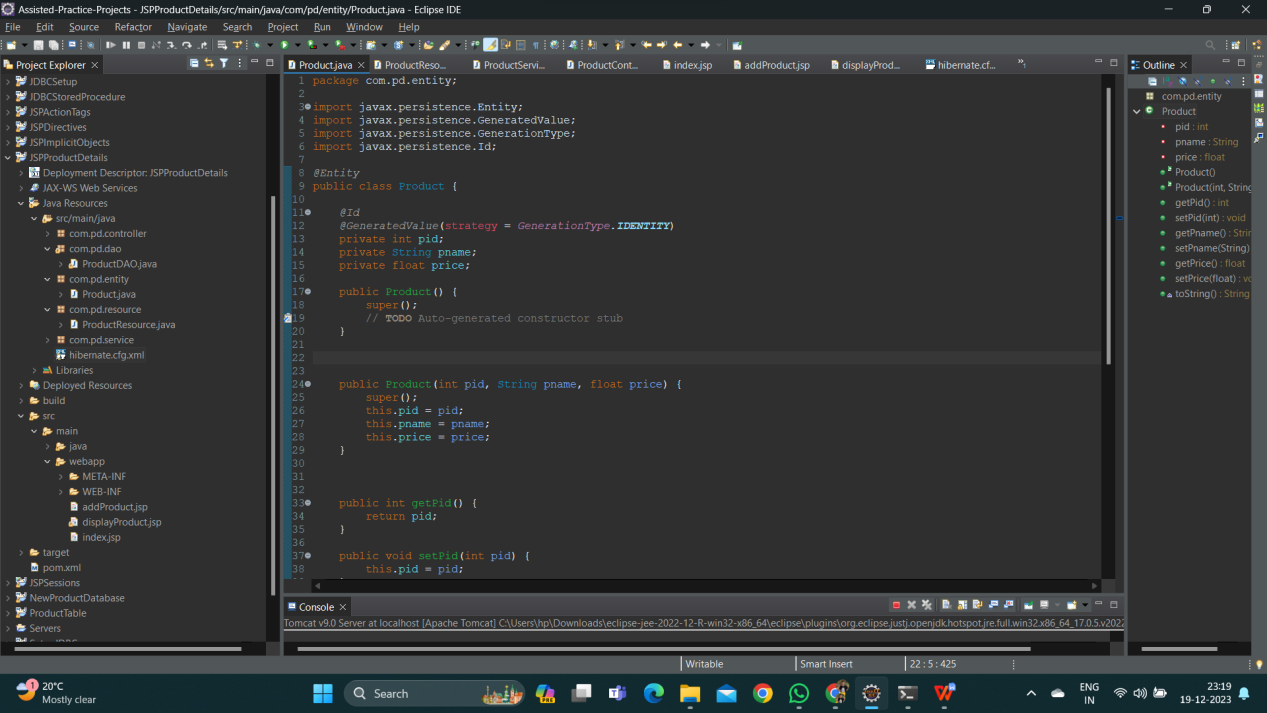 Assisted-Practice-Projects - JSPProductDetails/src/main/java/com/pd/entity/Product.java - Eclipse IDE
File Edit Source Refactor Navigate Search Project Run Window Help
Project Explorer
JDBCSetup
JDBCStoredProcedure
JSPActionTags
JSPDirectives
JSPImplicitObjects
JSPProductDetails
Deployment Descriptor: JSPProductDetails
JAX-WS Web Services
Java Resources
src/main/java
com.pd.controller
com.pd.dao
ProductDAO.java
com.pd.entity
Product.java
com.pd.resource
ProductResource.java
com.pd.service
hibernate.cfg.xml
Libraries
Deployed Resources
build
src
main
java
webapp
META-INF
WEB-INF
addProduct.jsp
displayProduct.jsp
index.jsp
target
pom.xml
JSPSessions
NewProductDatabase
ProductTable
Servers
Product.java ProductReso... ProductServi... ProductCont... index.jsp addProduct.jsp displayProd... hibernate.cf... »1
1 package com.pd.entity;
2
3 import javax.persistence.Entity;
4 import javax.persistence.GeneratedValue;
5 import javax.persistence.GenerationType;
6 import javax.persistence.Id;
7
8 @Entity
9 public class Product {
10
11 @Id
12 @GeneratedValue(strategy = GenerationType.IDENTITY)
13 private int pid;
14 private String pname;
15 private float price;
16
17 public Product() {
18 super();
19 // TODO Auto-generated constructor stub
20 }
21
22
23
24 public Product(int pid, String pname, float price) {
25 super();
26 this.pid = pid;
27 this.pname = pname;
28 this.price = price;
29 }
30
31
32
33 public int getPid() {
34 return pid;
35 }
36
37 public void setPid(int pid) {
38 this.pid = pid;
Outline
com.pd.entity
Product
pid : int
pname : String
price : float
Product()
Product(int, String
getPid() : int
setPid(int) : void
getPname() : Strin
setPname(String)
getPrice() : float
setPrice(float) : vo
toString() : String
Console
Tomcat v9.0 Server at localhost [Apache Tomcat] C:\Users\hp\Downloads\eclipse-jee-2022-12-R-win32-x86_64\eclipse\plugins\org.eclipse.justj.openjdk.hotspot.jre.full.win32.x86_64_17.0.5.v2022
Writable Smart Insert 22 : 5 : 425
1
20°C
Mostly clear
Search
PRE
ENG
IN
23:19
19-12-2023